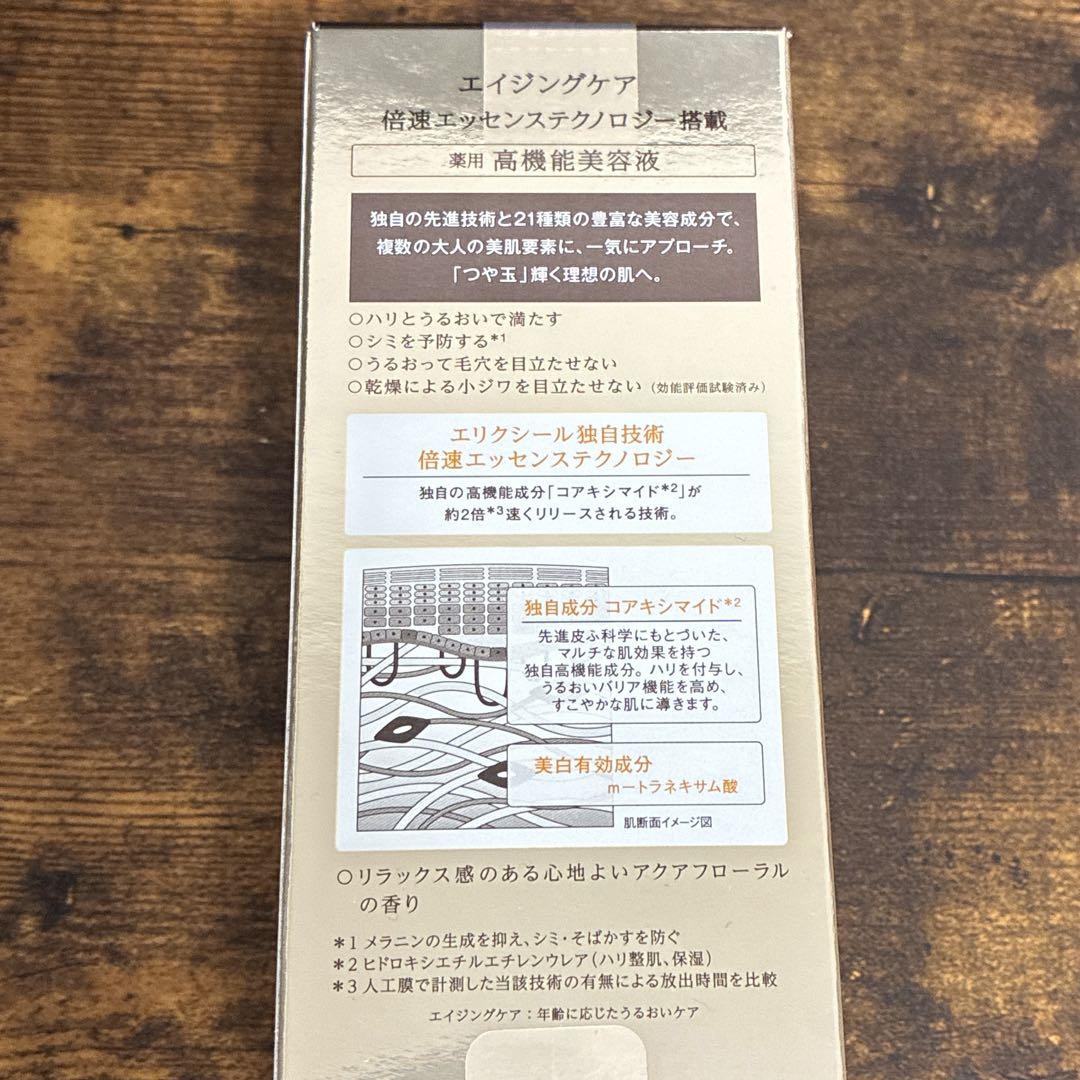 エイジングケア
倍速エッセンステクノロジー搭載
薬用 高機能美容液
独自の先進技術と21種類の豊富な美容成分で、
複数の大人の美肌要素に、一気にアプローチ。
「つや玉」輝く理想の肌へ。
○ハリとうるおいで満たす
○シミを予防する*1
○うるおって毛穴を目立たせない
○乾燥による小ジワを目立たせない（効能評価試験済み）
エリクシール独自技術
倍速エッセンステクノロジー
独自の高機能成分「コアキシマイド*2」が
約2倍*3速くリリースされる技術。
独自成分 コアキシマイド*2
先進皮ふ科学にもとづいた、
マルチな肌効果を持つ
独自高機能成分。ハリを付与し、
うるおいバリア機能を高め、
すこやかな肌に導きます。
美白有効成分
m－トラネキサム酸
肌断面イメージ図
○リラックス感のある心地よいアクアフローラル
の香り
*1 メラニンの生成を抑え、シミ・そばかすを防ぐ
*2 ヒドロキシエチルエチレンウレア（ハリ整肌、保湿）
*3 人工膜で計測した当該技術の有無による放出時間を比較
エイジングケア：年齢に応じたうるおいケア